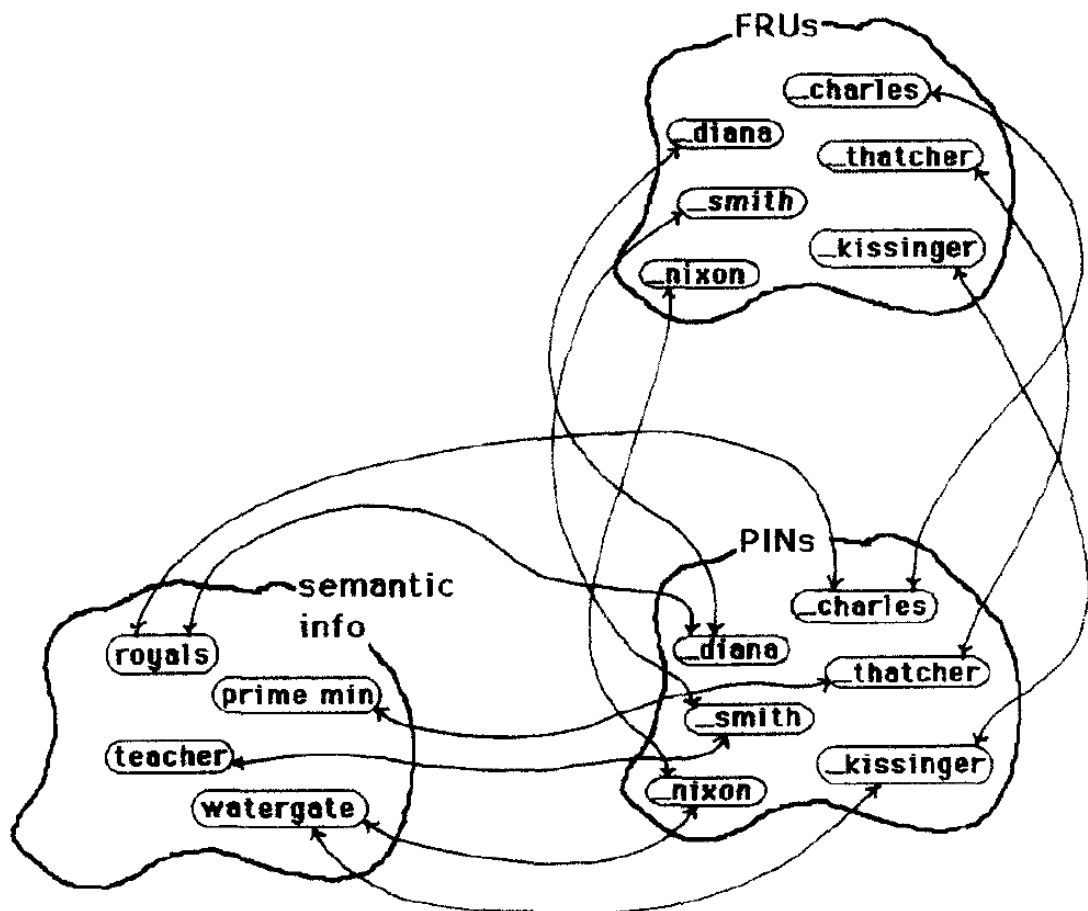 FRUs
_charles
_diana
_thatcher
_smith
_kissinger
_nixon
PINs
_charles
_diana
_thatcher
_smith
_kissinger
_nixon
semantic
info
royals
prime min
teacher
watergate